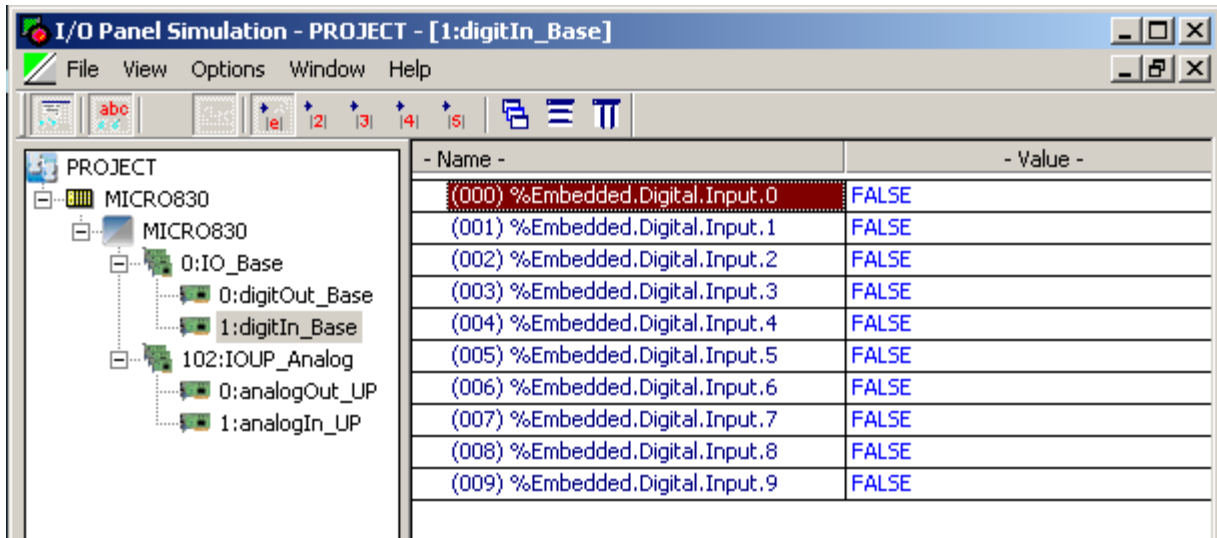 I/O Panel Simulation - PROJECT - [1:digitIn_Base]
File View Options Window Help
abc |e| |2| |3| |4| |5|
PROJECT
MICRO830
MICRO830
0:IO_Base
0:digitOut_Base
1:digitIn_Base
102:IOUP_Analog
0:analogOut_UP
1:analogIn_UP
- Name - - Value -
(000) %Embedded.Digital.Input.0 FALSE
(001) %Embedded.Digital.Input.1 FALSE
(002) %Embedded.Digital.Input.2 FALSE
(003) %Embedded.Digital.Input.3 FALSE
(004) %Embedded.Digital.Input.4 FALSE
(005) %Embedded.Digital.Input.5 FALSE
(006) %Embedded.Digital.Input.6 FALSE
(007) %Embedded.Digital.Input.7 FALSE
(008) %Embedded.Digital.Input.8 FALSE
(009) %Embedded.Digital.Input.9 FALSE